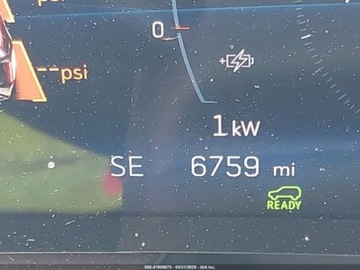 0
--psi
1 kW
SE 6759 mi
READY